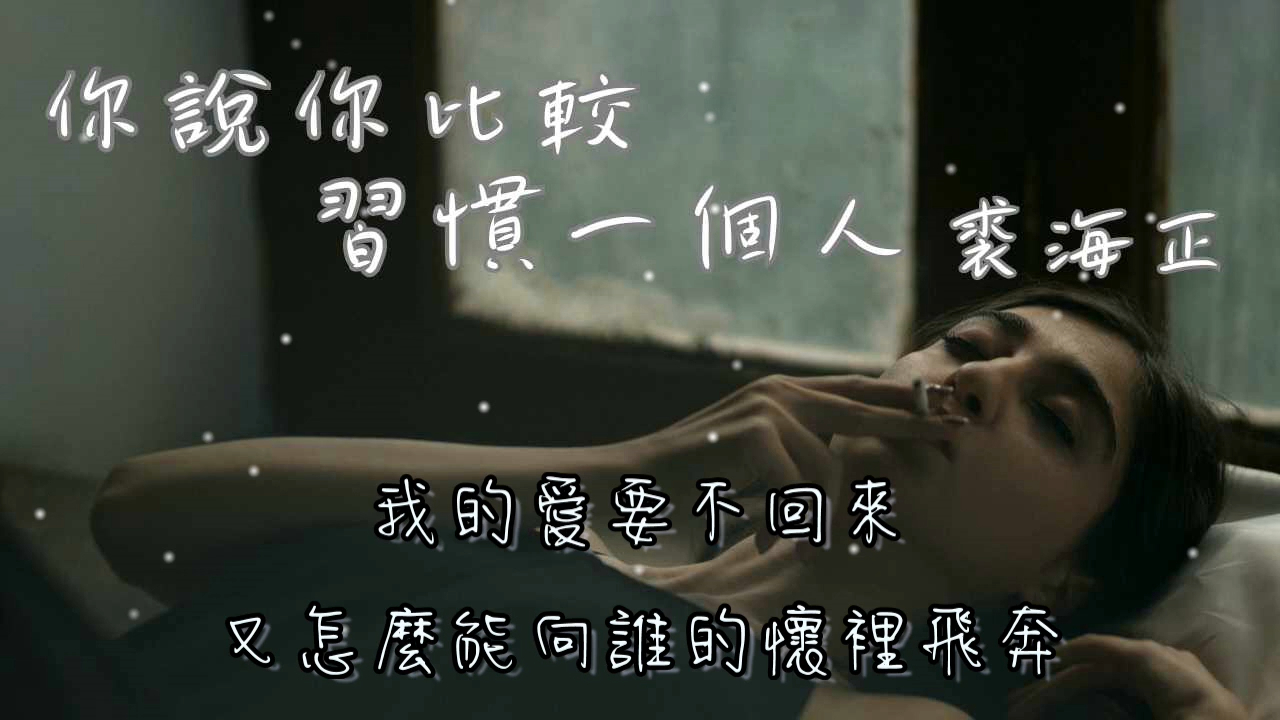 你說你比較
習慣一個人 裘海正
我的愛要不回來
又怎麼能向誰的懷裡飛奔